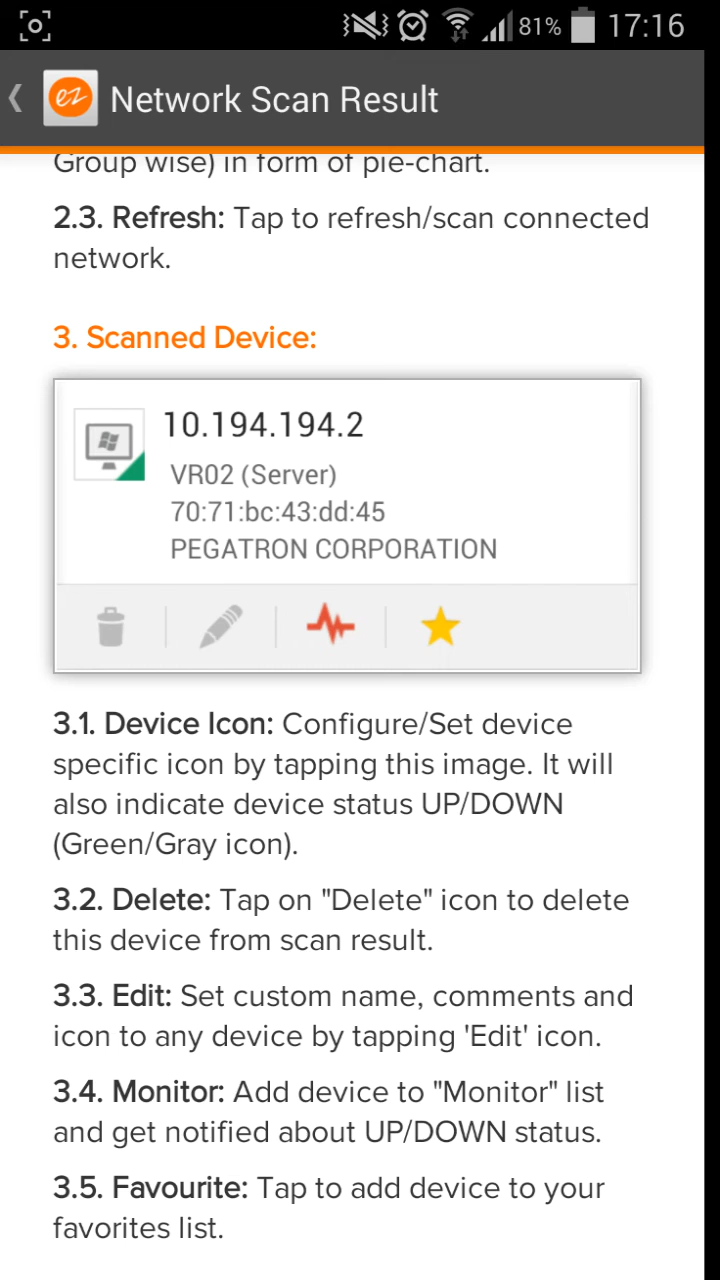 81% 17:16
ez Network Scan Result
Group wise) in form of pie-chart.
2.3. Refresh: Tap to refresh/scan connected
network.
3. Scanned Device:
10.194.194.2
VR02 (Server)
70:71:bc:43:dd:45
PEGATRON CORPORATION
3.1. Device Icon: Configure/Set device
specific icon by tapping this image. It will
also indicate device status UP/DOWN
(Green/Gray icon).
3.2. Delete: Tap on "Delete" icon to delete
this device from scan result.
3.3. Edit: Set custom name, comments and
icon to any device by tapping 'Edit' icon.
3.4. Monitor: Add device to "Monitor" list
and get notified about UP/DOWN status.
3.5. Favourite: Tap to add device to your
favorites list.